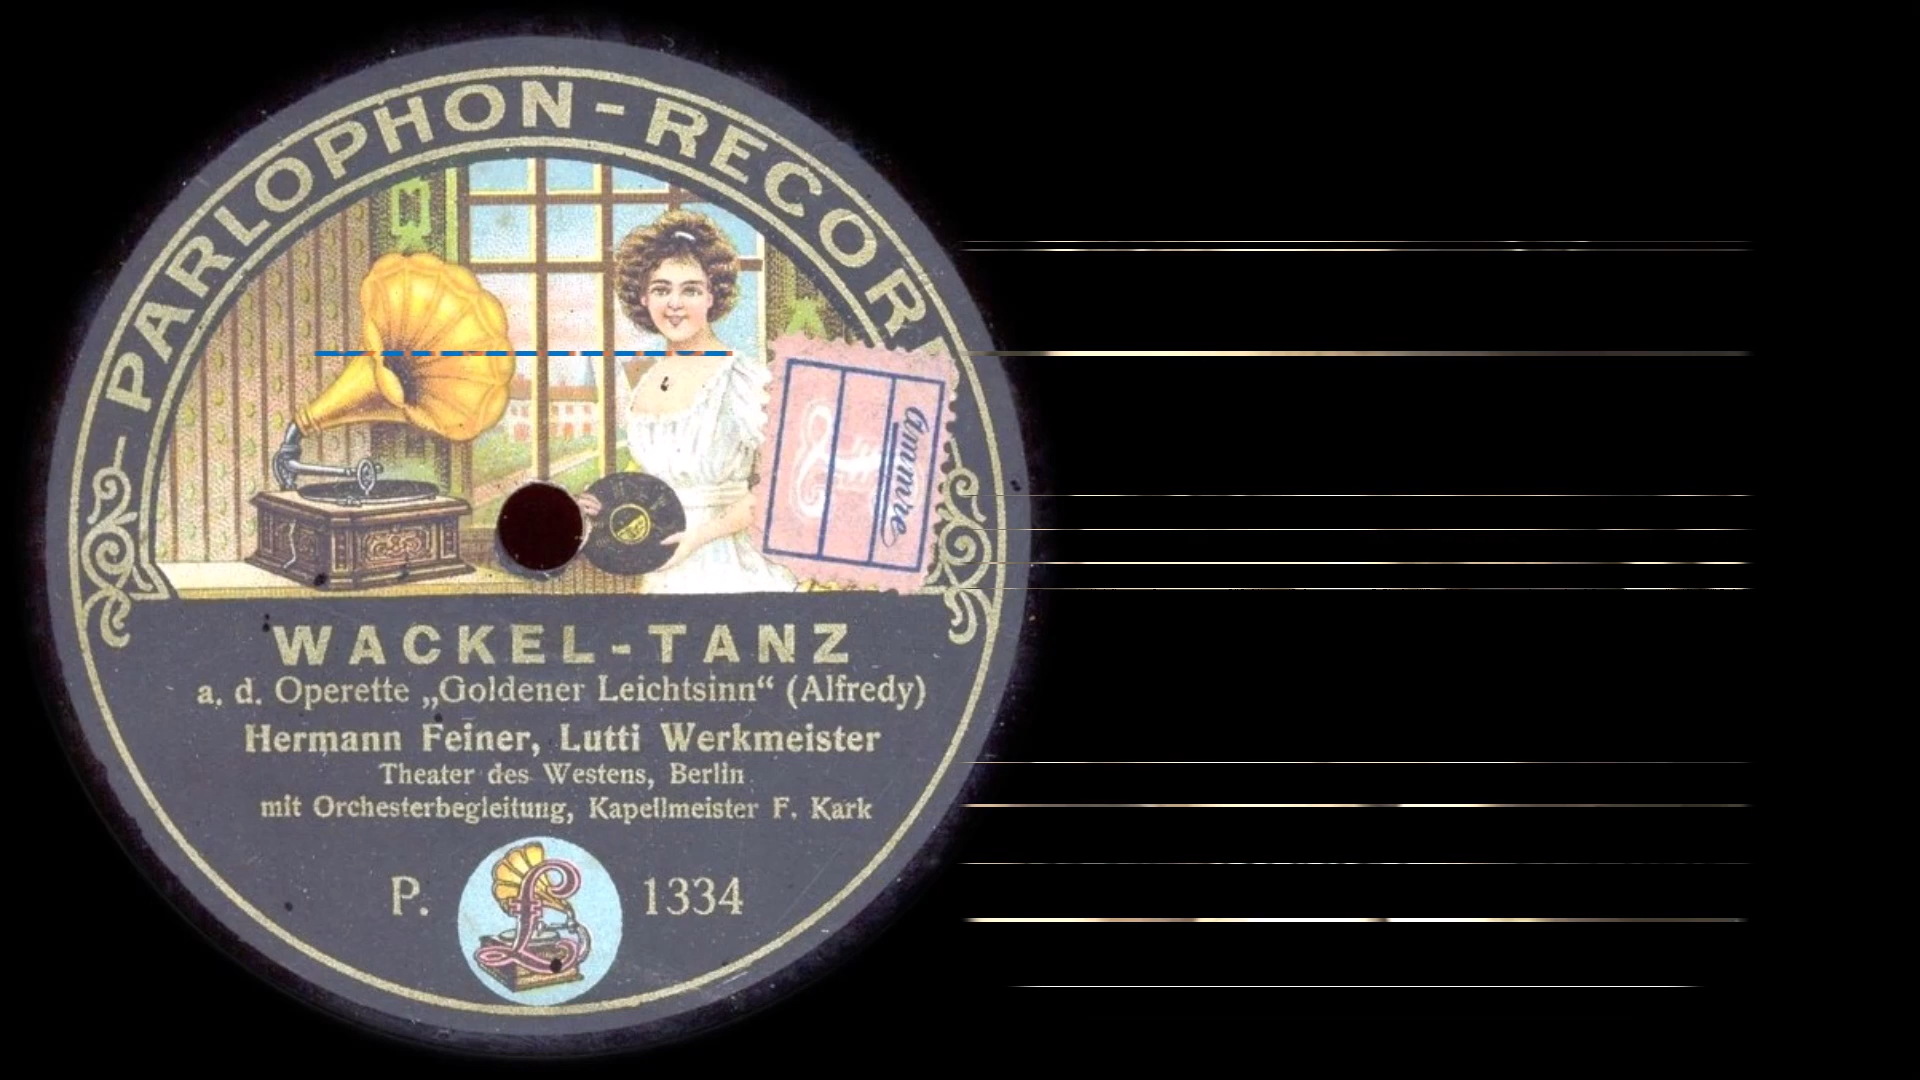 PARLOPHON-RECORD
ammre
WACKEL-TANZ
a. d. Operette „Goldener Leichtsinn“ (Alfredy)
Hermann Feiner, Lutti Werkmeister
Theater des Westens, Berlin
mit Orchesterbegleitung, Kapellmeister F. Kark
P. £ 1334